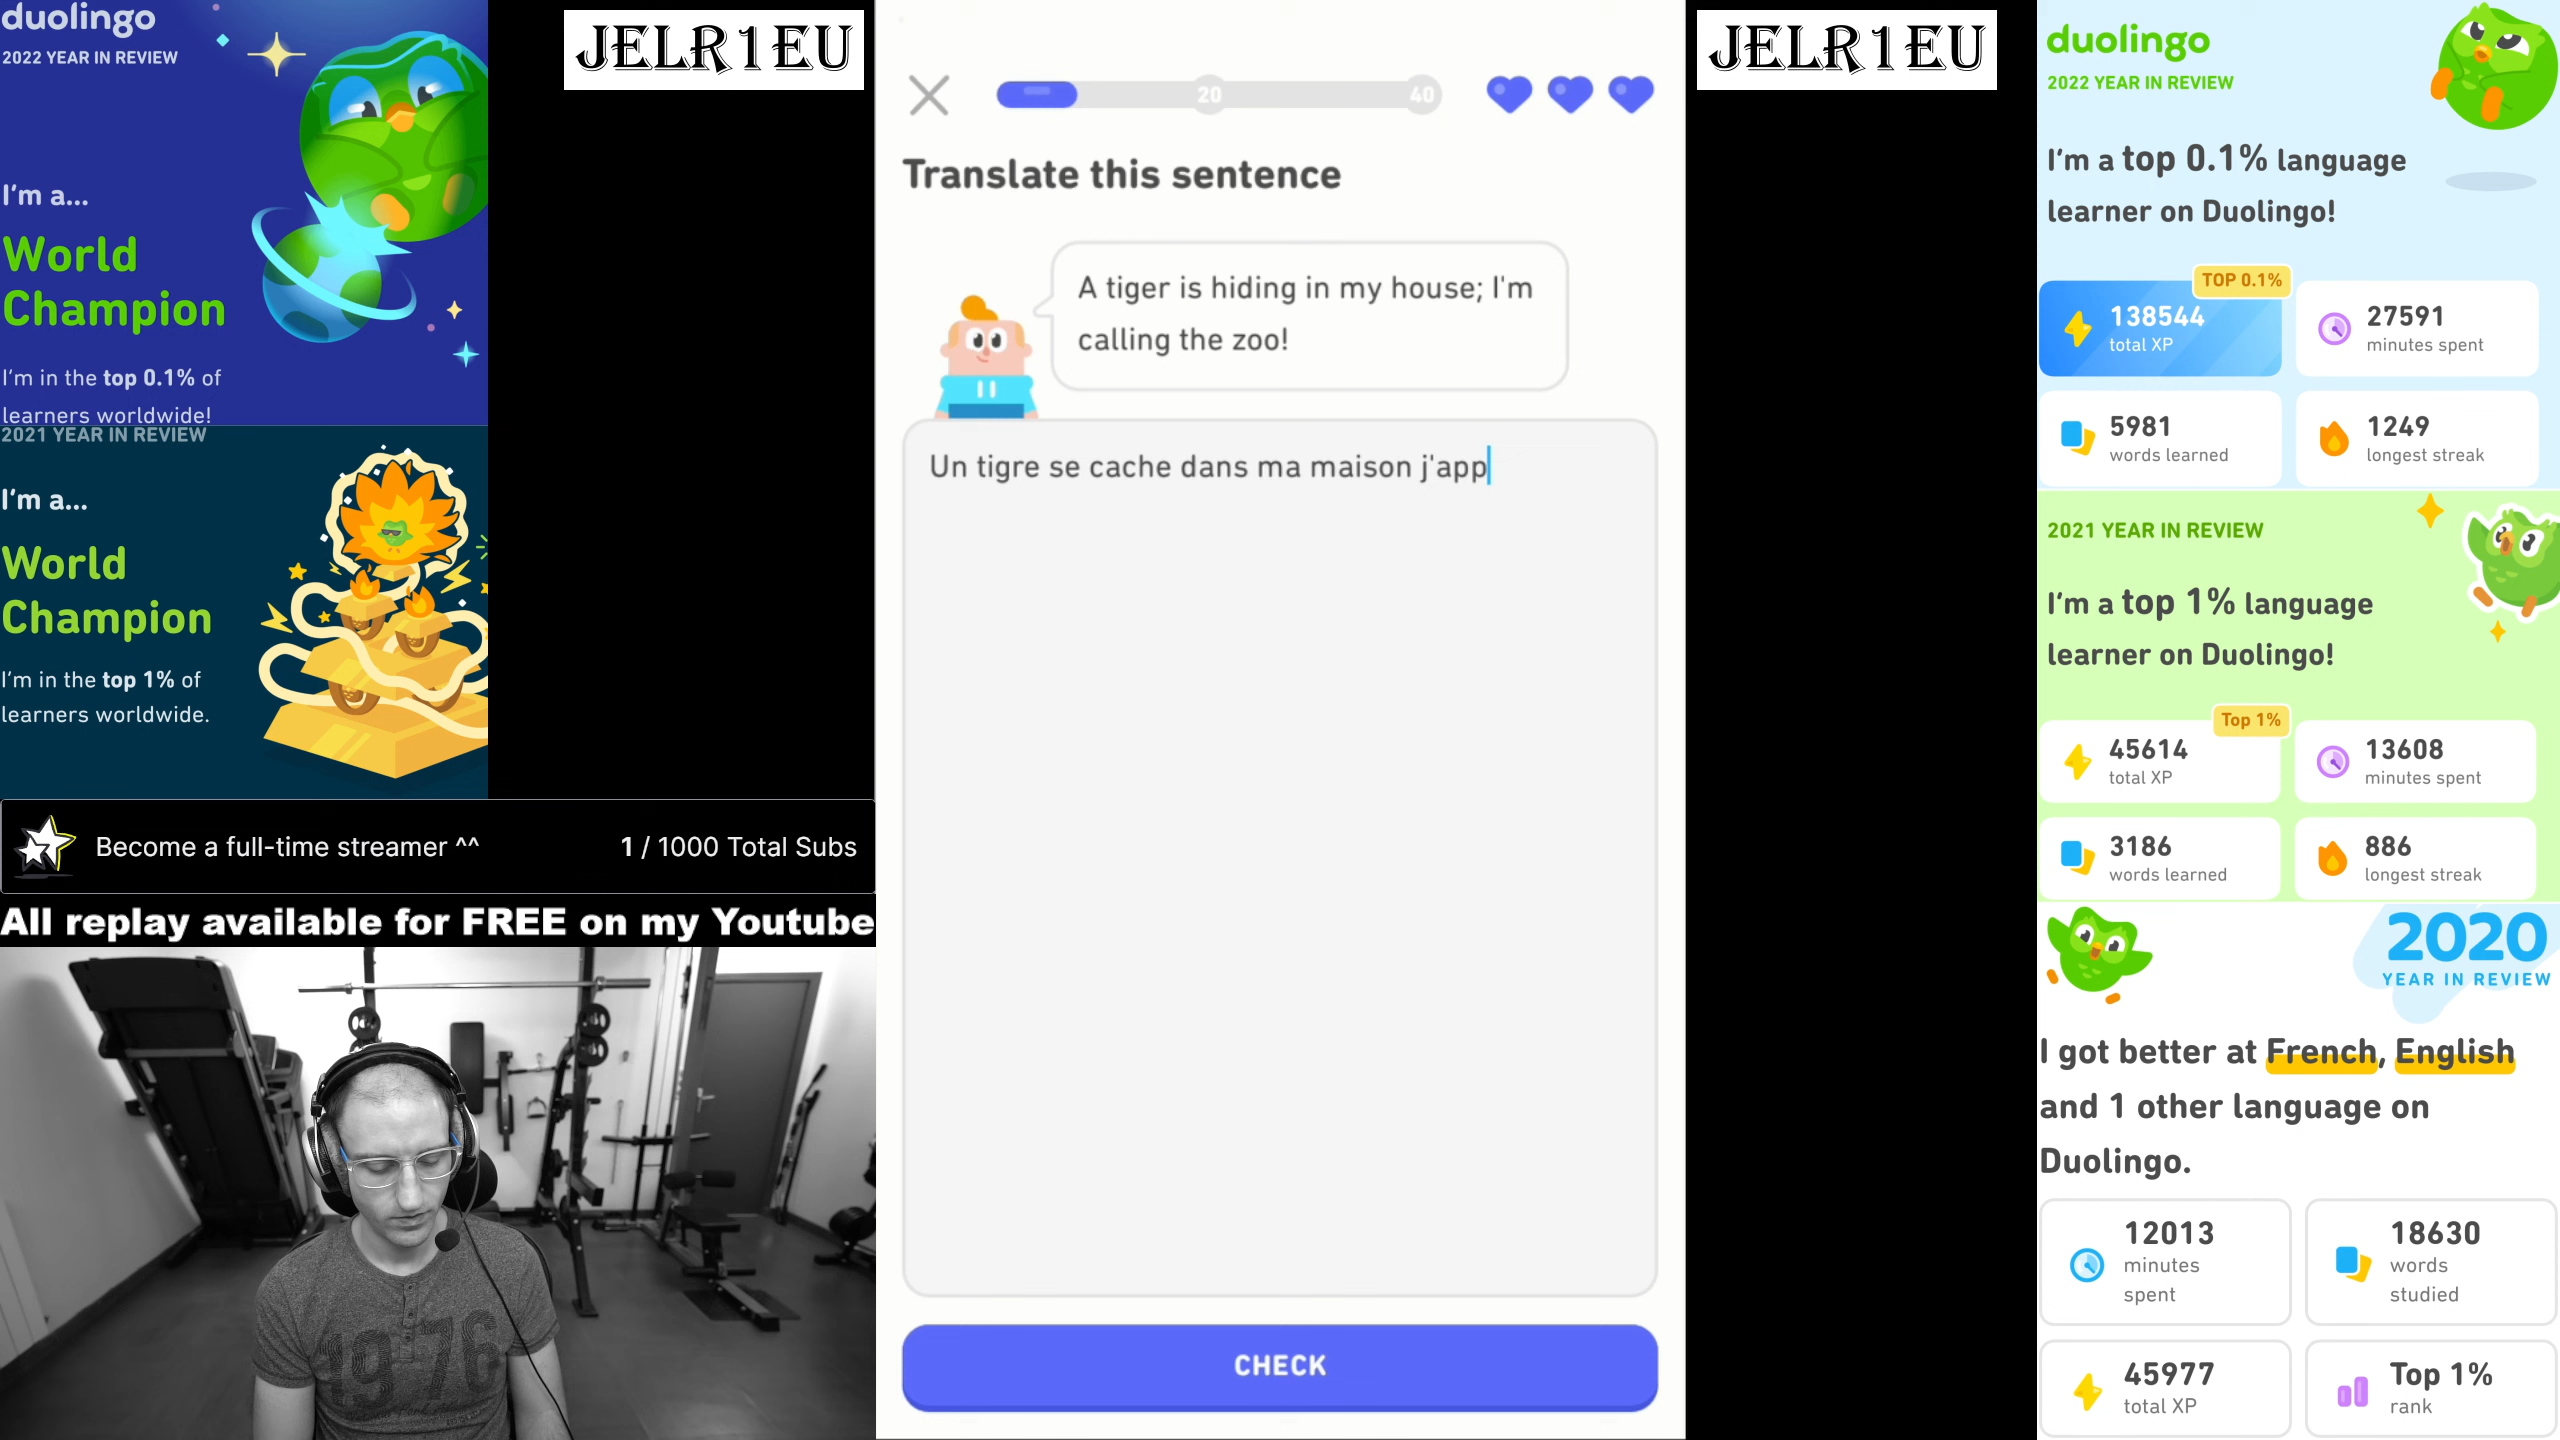 duolingo
2022 YEAR IN REVIEW
I'm a...
World
Champion
I'm in the top 0.1% of
learners worldwide!
2021 YEAR IN REVIEW
I'm a...
World
Champion
I'm in the top 1% of
learners worldwide.
Become a full-time streamer ^^
1 / 1000 Total Subs
All replay available for FREE on my Youtube
1976
JELR1EU
20
40
Translate this sentence
A tiger is hiding in my house; I'm
calling the zoo!
Un tigre se cache dans ma maison j'app
CHECK
JELR1EU
duolingo
2022 YEAR IN REVIEW
I'm a top 0.1% language
learner on Duolingo!
TOP 0.1%
138544
total XP
27591
minutes spent
5981
words learned
1249
longest streak
2021 YEAR IN REVIEW
I'm a top 1% language
learner on Duolingo!
Top 1%
45614
total XP
13608
minutes spent
3186
words learned
886
longest streak
2020
YEAR IN REVIEW
I got better at French, English
and 1 other language on
Duolingo.
12013
minutes
spent
18630
words
studied
45977
total XP
Top 1%
rank